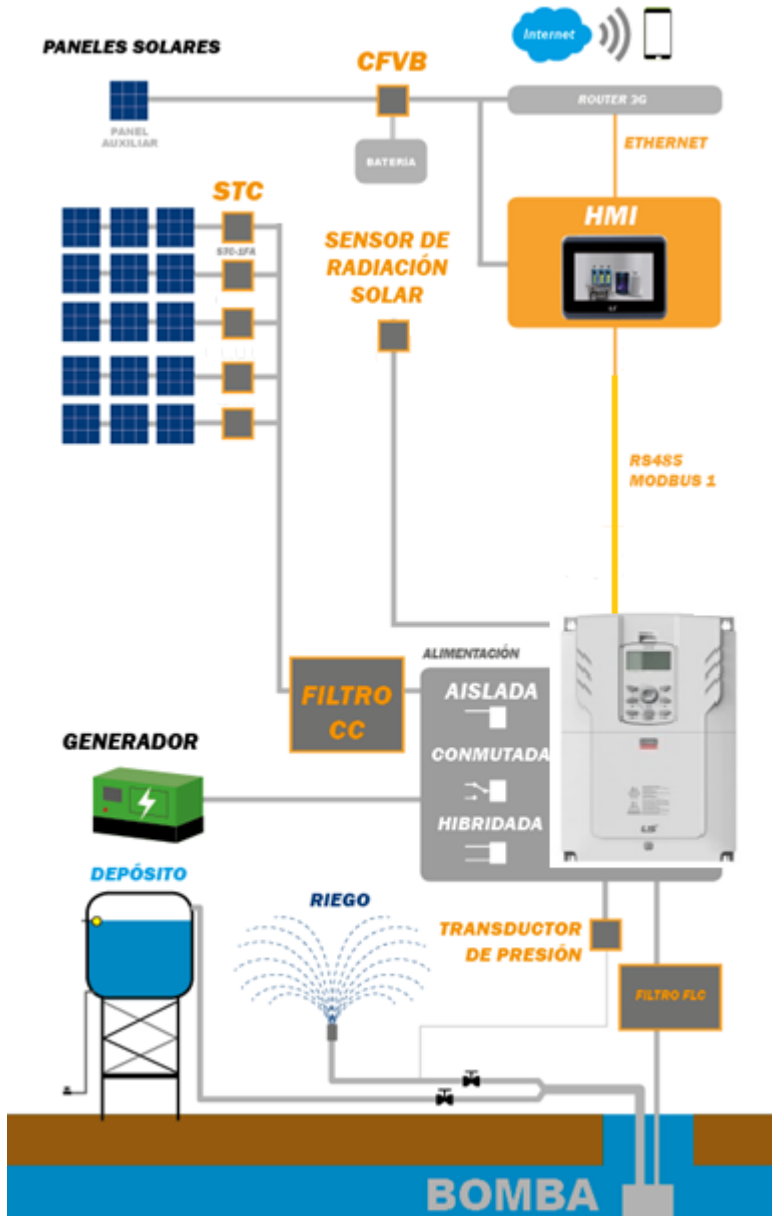 Internet
PANELES SOLARES
CFVB
ROUTER 3G
PANEL
AUXILIAR
BATERÍA
ETHERNET
STC
HMI
STC-1FA
SENSOR DE
RADIACIÓN
SOLAR
RS485
MODBUS 1
ALIMENTACIÓN
FILTRO
CC
AISLADA
GENERADOR
CONMUTADA
HIBRIDADA
LS
DEPÓSITO
RIEGO
TRANSDUCTOR
DE PRESIÓN
FILTRO FLC
BOMBA